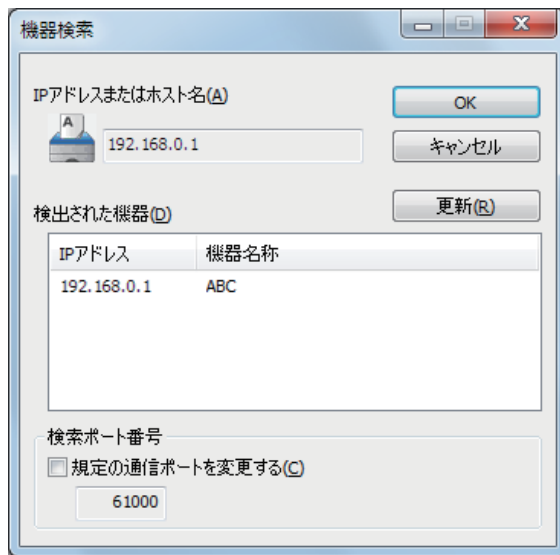 機器検索
IPアドレスまたはホスト名(A)
OK
A
192.168.0.1
キャンセル
検出された機器(D)
更新(R)
IPアドレス 機器名称
192.168.0.1 ABC
検索ポート番号
規定の通信ポートを変更する(C)
61000